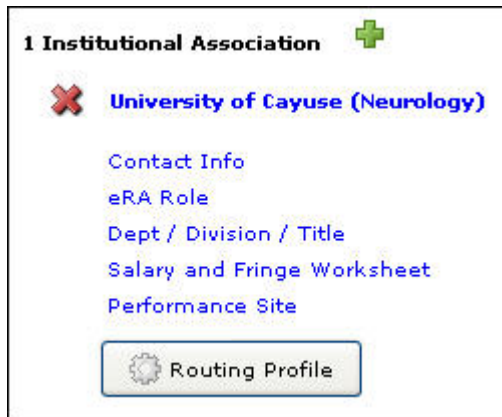 1 Institutional Association
University of Cayuse (Neurology)
Contact Info
eRA Role
Dept / Division / Title
Salary and Fringe Worksheet
Performance Site
Routing Profile